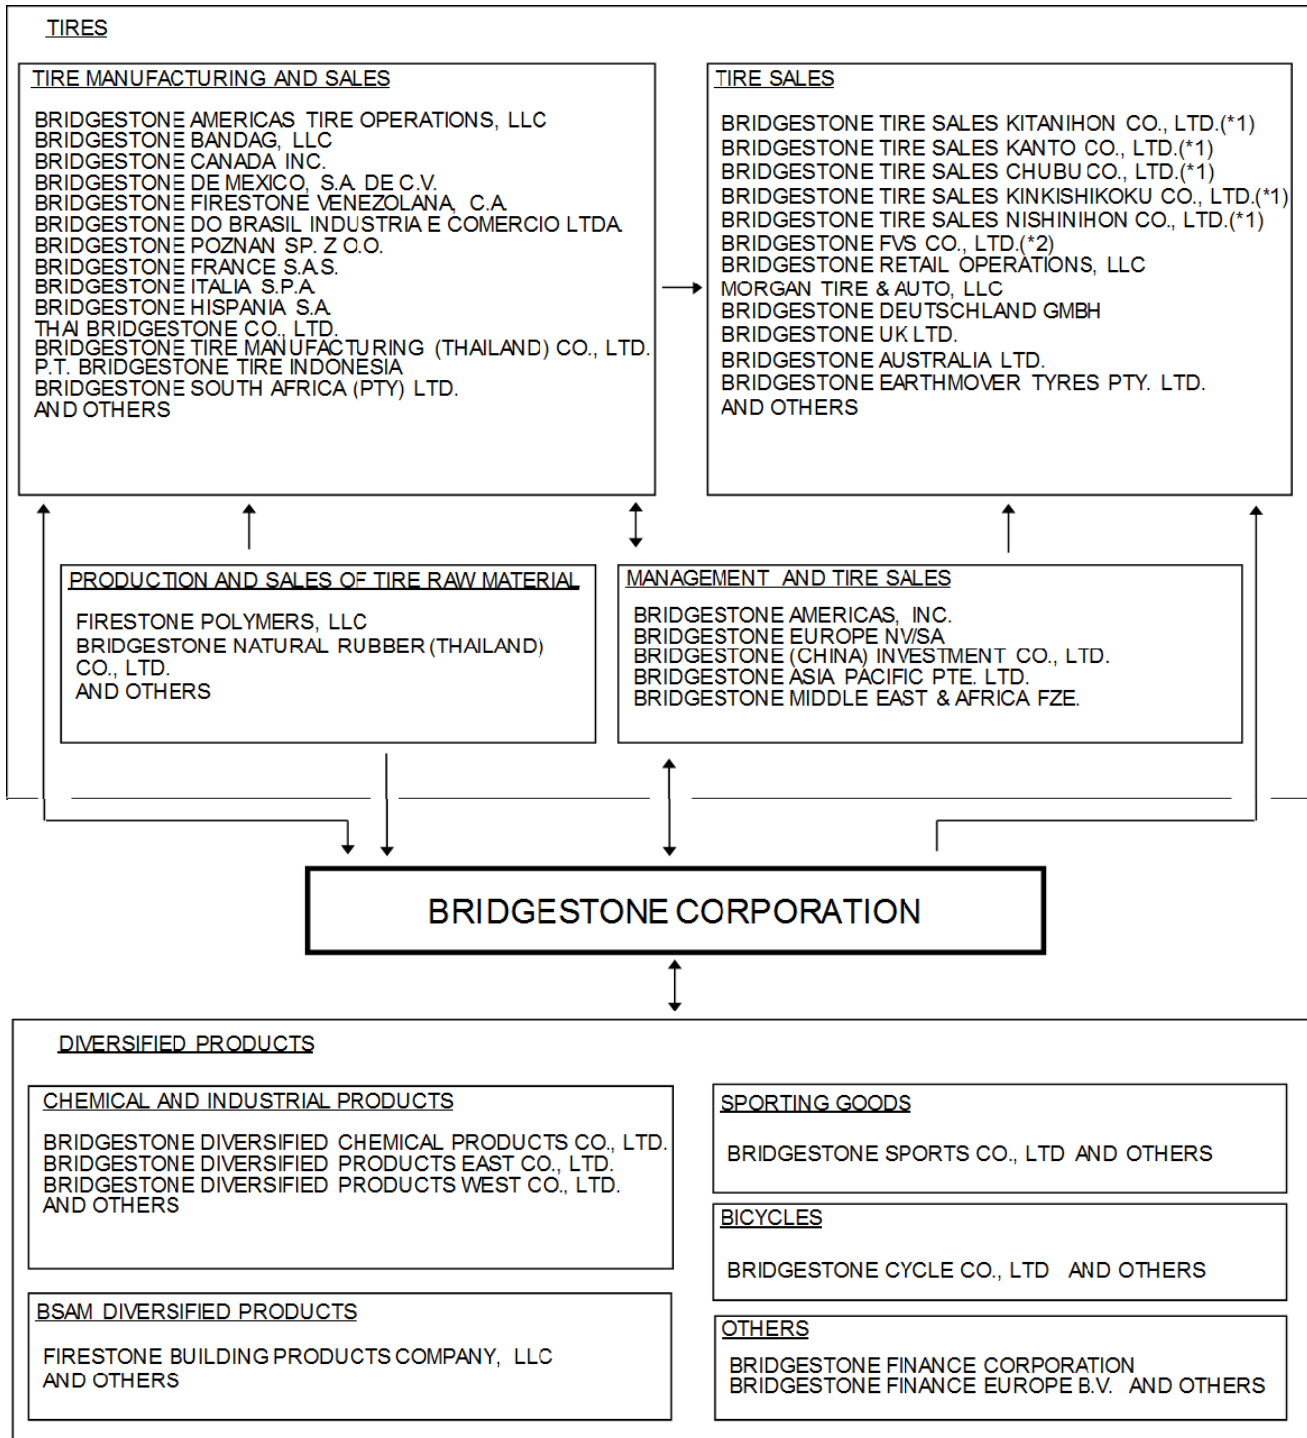 TIRES
TIRE MANUFACTURING AND SALES
BRIDGESTONE AMERICAS TIRE OPERATIONS, LLC
BRIDGESTONE BANDAG, LLC
BRIDGESTONE CANADA INC.
BRIDGESTONE DE MEXICO, S.A. DE C.V.
BRIDGESTONE FIRESTONE VENEZOLANA, C.A.
BRIDGESTONE DO BRASIL INDUSTRIA E COMERCIO LTDA.
BRIDGESTONE POZNAN SP. Z O.O.
BRIDGESTONE FRANCE S.A.S.
BRIDGESTONE ITALIA S.P.A.
BRIDGESTONE HISPANIA S.A.
THAI BRIDGESTONE CO., LTD.
BRIDGESTONE TIRE MANUFACTURING (THAILAND) CO., LTD.
P.T. BRIDGESTONE TIRE INDONESIA
BRIDGESTONE SOUTH AFRICA (PTY) LTD.
AND OTHERS
TIRE SALES
BRIDGESTONE TIRE SALES KITANIHON CO., LTD.(*1)
BRIDGESTONE TIRE SALES KANTO CO., LTD.(*1)
BRIDGESTONE TIRE SALES CHUBU CO., LTD.(*1)
BRIDGESTONE TIRE SALES KINKISHIKOKU CO., LTD.(*1)
BRIDGESTONE TIRE SALES NISHINIHON CO., LTD.(*1)
BRIDGESTONE FVS CO., LTD.(*2)
BRIDGESTONE RETAIL OPERATIONS, LLC
MORGAN TIRE & AUTO, LLC
BRIDGESTONE DEUTSCHLAND GMBH
BRIDGESTONE UK LTD.
BRIDGESTONE AUSTRALIA LTD.
BRIDGESTONE EARTHMOVER TYRES PTY. LTD.
AND OTHERS
PRODUCTION AND SALES OF TIRE RAW MATERIAL
FIRESTONE POLYMERS, LLC
BRIDGESTONE NATURAL RUBBER (THAILAND)
CO., LTD.
AND OTHERS
MANAGEMENT AND TIRE SALES
BRIDGESTONE AMERICAS, INC.
BRIDGESTONE EUROPE NV/SA
BRIDGESTONE (CHINA) INVESTMENT CO., LTD.
BRIDGESTONE ASIA PACIFIC PTE. LTD.
BRIDGESTONE MIDDLE EAST & AFRICA FZE.
BRIDGESTONE CORPORATION
DIVERSIFIED PRODUCTS
CHEMICAL AND INDUSTRIAL PRODUCTS
BRIDGESTONE DIVERSIFIED CHEMICAL PRODUCTS CO., LTD.
BRIDGESTONE DIVERSIFIED PRODUCTS EAST CO., LTD.
BRIDGESTONE DIVERSIFIED PRODUCTS WEST CO., LTD.
AND OTHERS
BSAM DIVERSIFIED PRODUCTS
FIRESTONE BUILDING PRODUCTS COMPANY, LLC
AND OTHERS
SPORTING GOODS
BRIDGESTONE SPORTS CO., LTD AND OTHERS
BICYCLES
BRIDGESTONE CYCLE CO., LTD AND OTHERS
OTHERS
BRIDGESTONE FINANCE CORPORATION
BRIDGESTONE FINANCE EUROPE B.V. AND OTHERS